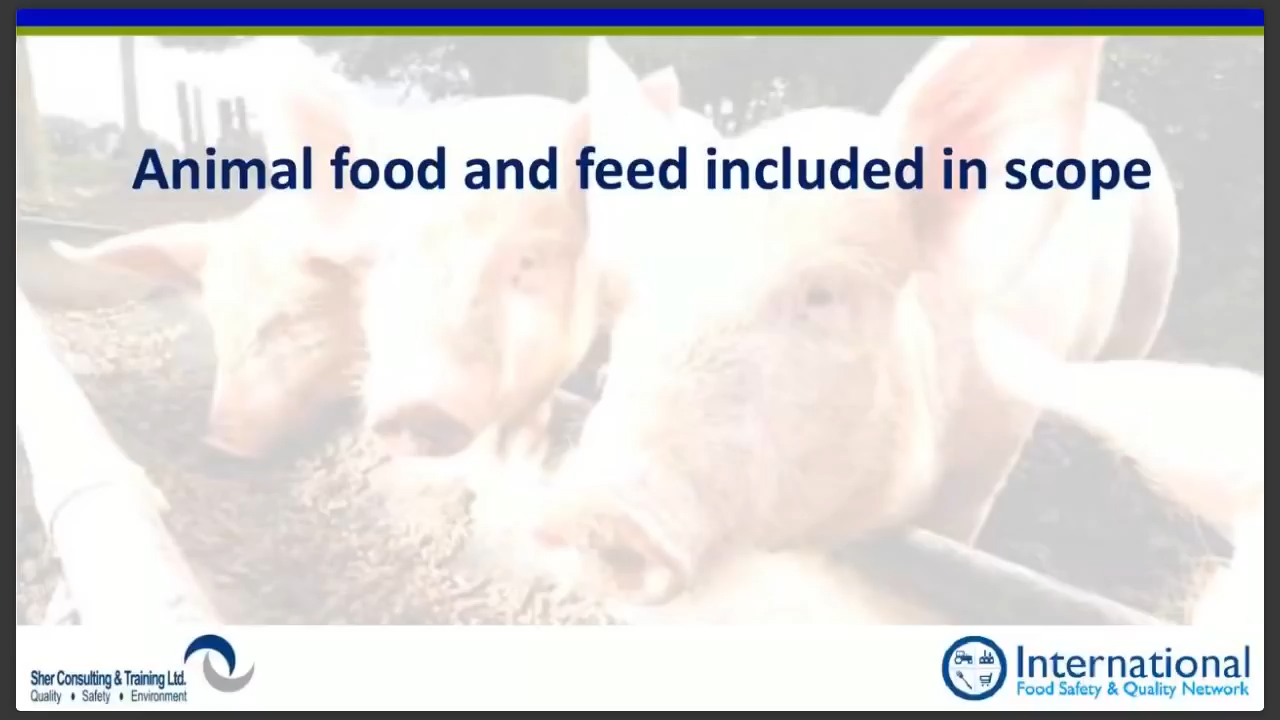 Animal food and feed included in scope
Sher Consulting & Training Ltd.
Quality • Safety • Environment
International
Food Safety & Quality Network